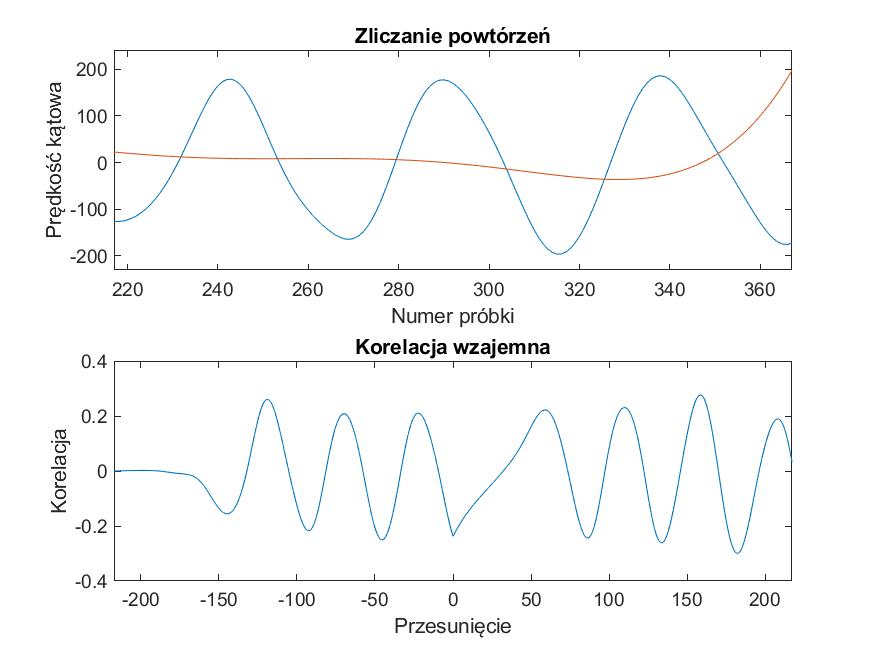 Zliczanie powtórzeń
Prędkość kątowa
200
100
0
-100
-200
220 240 260 280 300 320 340 360
Numer próbki
Korelacja wzajemna
Korelacja
0.4
0.2
0
-0.2
-0.4
-200 -150 -100 -50 0 50 100 150 200
Przesunięcie